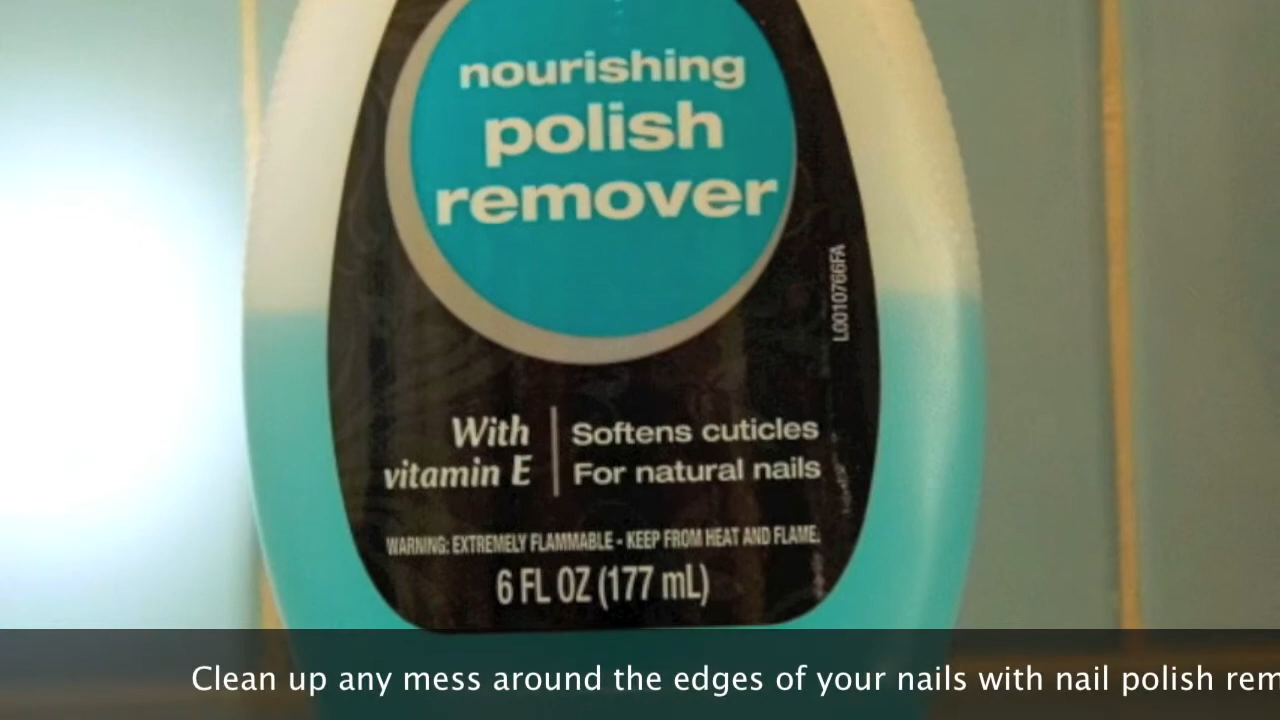 nourishing
polish
remover
L0010766FA
With
vitamin E
Softens cuticles
For natural nails
WARNING: EXTREMELY FLAMMABLE - KEEP FROM HEAT AND FLAME.
6 FL OZ (177 mL)
Clean up any mess around the edges of your nails with nail polish rem